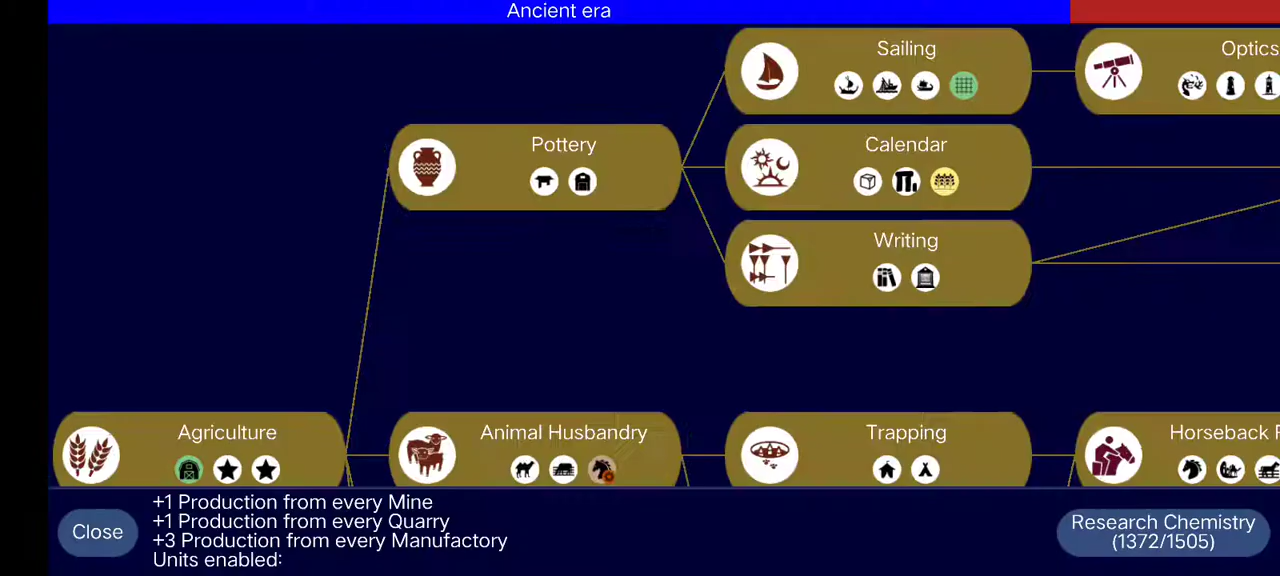 Ancient era
Sailing
Optics
Pottery
Calendar
Writing
Agriculture
Animal Husbandry
Trapping
Horseback
+1 Production from every Mine
+1 Production from every Quarry
+3 Production from every Manufactory
Units enabled:
Close
Research Chemistry
(1372/1505)